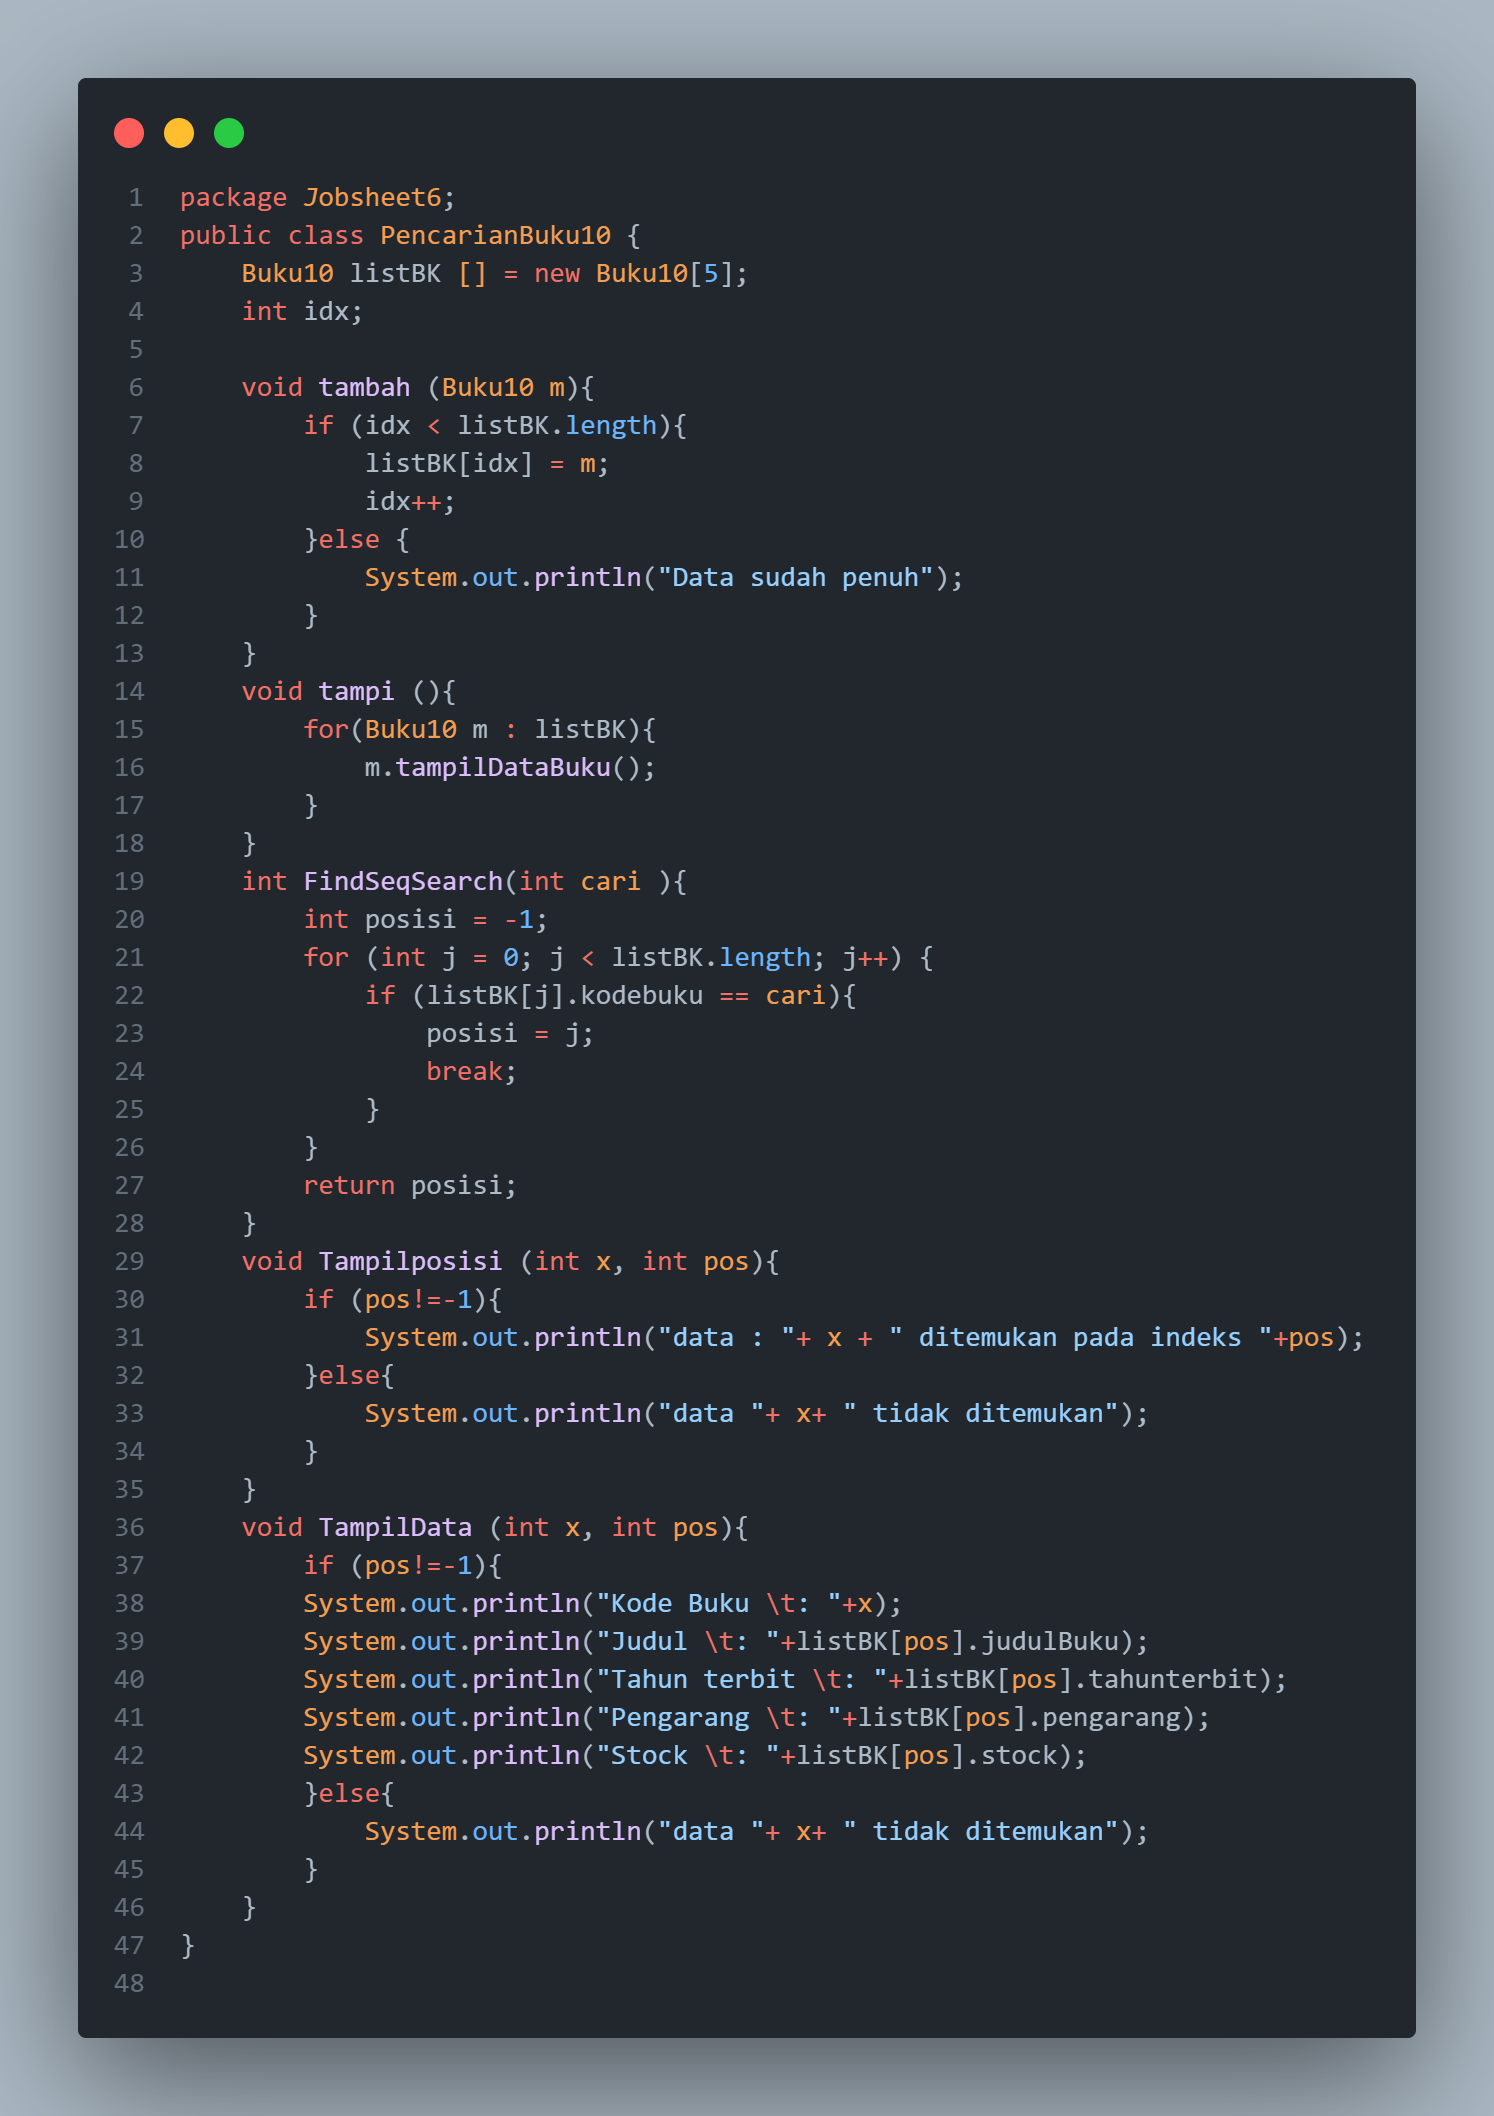 1 package Jobsheet6;
2 public class PencarianBuku10 {
3     Buku10 listBK [] = new Buku10[5];
4     int idx;
5
6     void tambah (Buku10 m){
7         if (idx < listBK.length){
8             listBK[idx] = m;
9             idx++;
10         }else {
11             System.out.println("Data sudah penuh");
12         }
13     }
14     void tampi (){
15         for(Buku10 m : listBK){
16             m.tampilDataBuku();
17         }
18     }
19     int FindSeqSearch(int cari ){
20         int posisi = -1;
21         for (int j = 0; j < listBK.length; j++) {
22             if (listBK[j].kodebuku == cari){
23                 posisi = j;
24                 break;
25             }
26         }
27         return posisi;
28     }
29     void Tampilposisi (int x, int pos){
30         if (pos!=-1){
31             System.out.println("data : "+ x + " ditemukan pada indeks "+pos);
32         }else{
33             System.out.println("data "+ x+ " tidak ditemukan");
34         }
35     }
36     void TampilData (int x, int pos){
37         if (pos!=-1){
38         System.out.println("Kode Buku \t: "+x);
39         System.out.println("Judul \t: "+listBK[pos].judulBuku);
40         System.out.println("Tahun terbit \t: "+listBK[pos].tahunterbit);
41         System.out.println("Pengarang \t: "+listBK[pos].pengarang);
42         System.out.println("Stock \t: "+listBK[pos].stock);
43         }else{
44             System.out.println("data "+ x+ " tidak ditemukan");
45         }
46     }
47 }
48